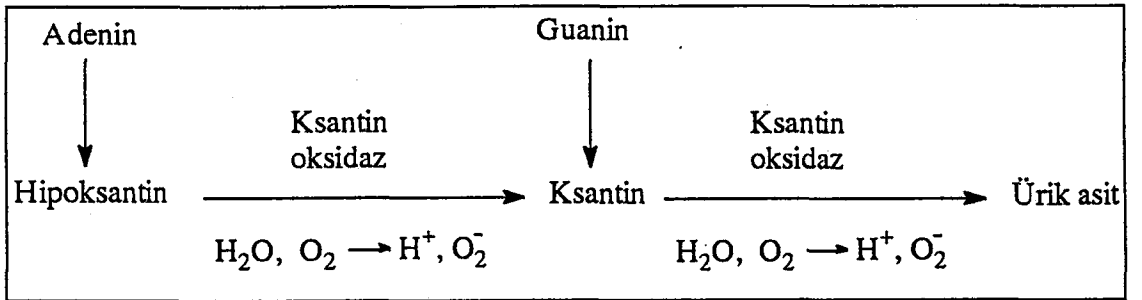 Adenin Guanin
Ksantin oksidaz Ksantin oksidaz
Hipoksantin → Ksantin → Ürik asit
H₂O, O₂ → H⁺, O₂⁻ H₂O, O₂ → H⁺, O₂⁻